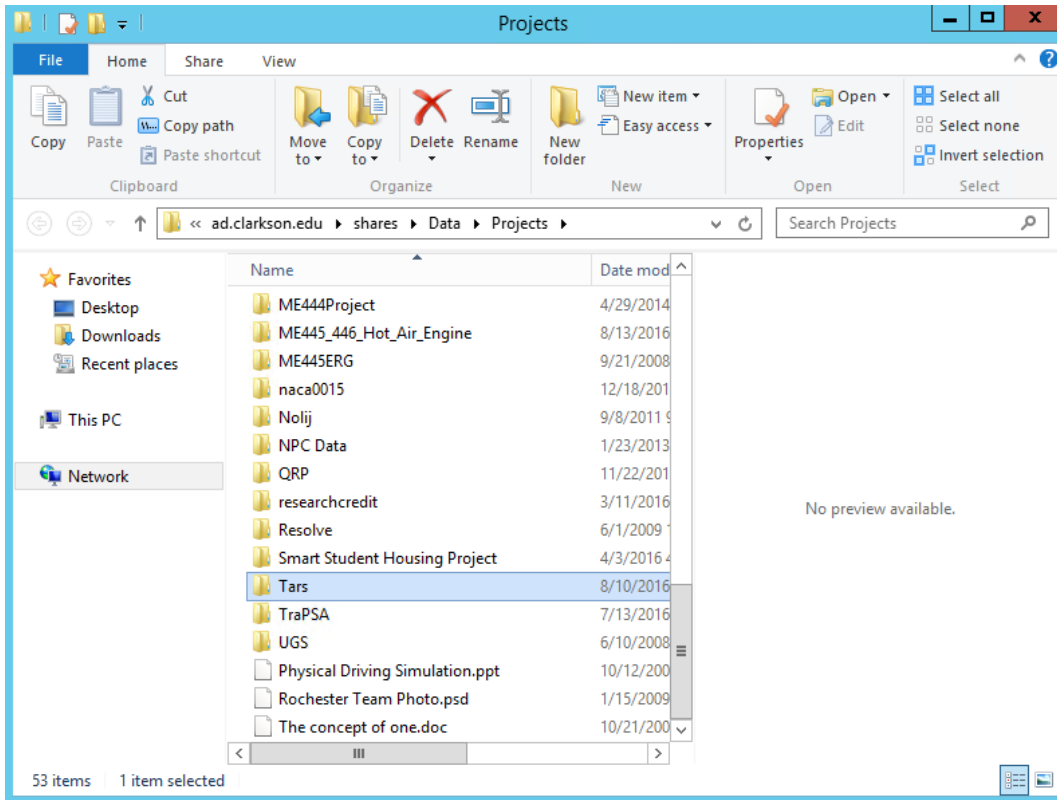 Projects
File Home Share View
Copy Paste Cut Copy path Paste shortcut
Clipboard
Move to Copy to Delete Rename
Organize
New folder New item Easy access
New
Properties Open Edit
Open
Select all Select none Invert selection
Select
« ad.clarkson.edu shares Data Projects
Search Projects
Favorites
Desktop
Downloads
Recent places
This PC
Network
Name Date mod
ME444Project 4/29/2014
ME445_446_Hot_Air_Engine 8/13/2016
ME445ERG 9/21/2008
naca0015 12/18/201
Nolij 9/8/2011 9
NPC Data 1/23/2013
QRP 11/22/201
researchcredit 3/11/2016
Resolve 6/1/2009 1
Smart Student Housing Project 4/3/2016 4
Tars 8/10/2016
TraPSA 7/13/2016
UGS 6/10/2008
Physical Driving Simulation.ppt 10/12/200
Rochester Team Photo.psd 1/15/2009
The concept of one.doc 10/21/200
No preview available.
53 items 1 item selected